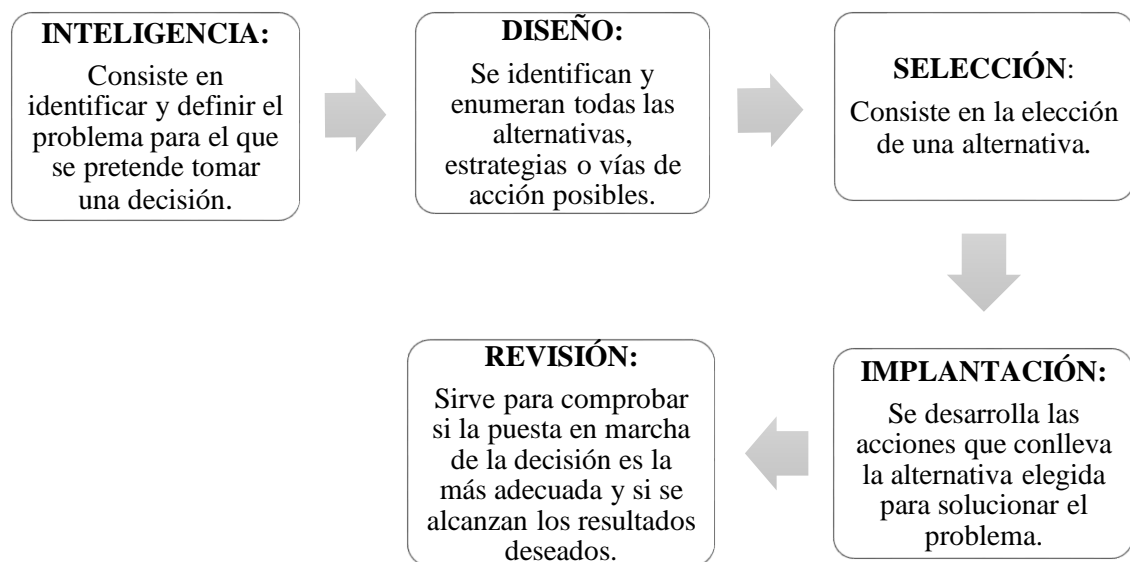 INTELIGENCIA:
Consiste en
identificar y definir el
problema para el que
se pretende tomar
una decisión.
DISEÑO:
Se identifican y
enumeran todas las
alternativas,
estrategias o vías de
acción posibles.
SELECCIÓN:
Consiste en la elección
de una alternativa.
IMPLANTACIÓN:
Se desarrolla las
acciones que conlleva
la alternativa elegida
para solucionar el
problema.
REVISIÓN:
Sirve para comprobar
si la puesta en marcha
de la decisión es la
más adecuada y si se
alcanzan los resultados
deseados.